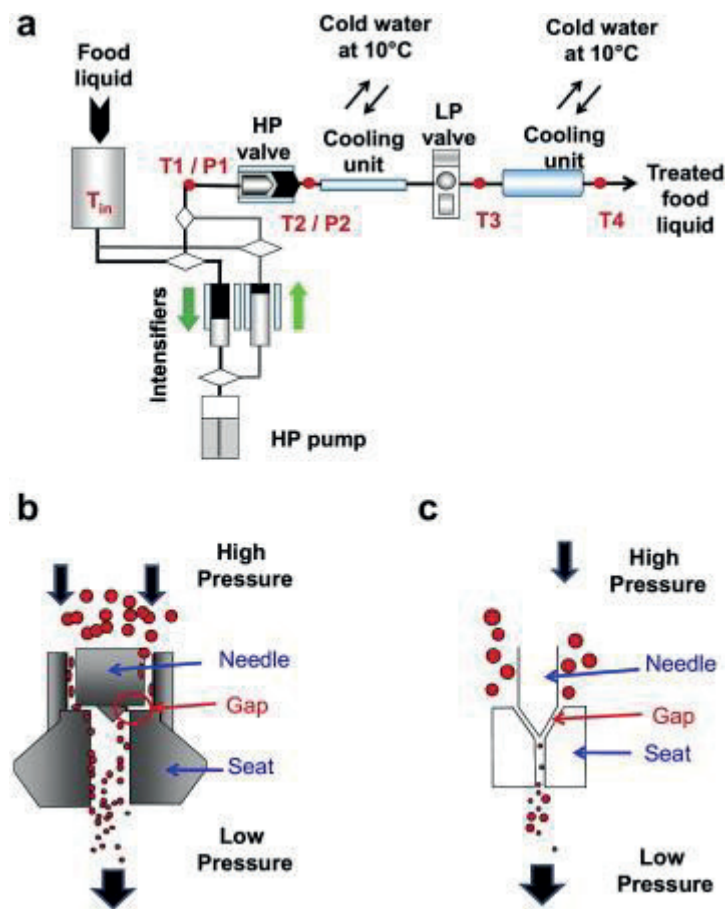 a
Food
liquid
Cold water
at 10°C
Cold water
at 10°C
HP
valve
Cooling
unit
LP
valve
Cooling
unit
T1 / P1
Tin
T2 / P2
T3
T4
Treated
food
liquid
Intensifiers
HP pump
b
High
Pressure
Needle
Gap
Seat
Low
Pressure
c
High
Pressure
Needle
Gap
Seat
Low
Pressure